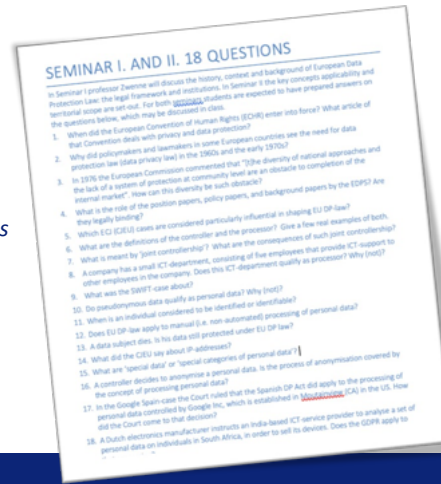 SEMINAR I. AND II. 18 QUESTIONS
In Seminar I professor Zwenne will discuss the history, context and background of European Data
Protection Law: the legal framework and institutions. In Seminar II the key concepts applicability and
territorial scope are set-out. For both seminars students are expected to have prepared answers on
the questions below, which may be discussed in class.
1. When did the European Convention of Human Rights (ECHR) enter into force? What article of
that Convention deals with privacy and data protection?
2. Why did policymakers and lawmakers in some European countries see the need for data
protection law (data privacy law) in the 1960s and the early 1970s?
3. In 1976 the European Commission commented that "[t]he diversity of national approaches and
the lack of a system of protection at community level are an obstacle to completion of the
internal market". How can this diversity be such obstacle?
4. What is the role of the position papers, policy papers, and background papers by the EDPS? Are
they legally binding?
5. Which ECJ (CJEU) cases are considered particularly influential in shaping EU DP-law?
6. What are the definitions of the controller and the processor? Give a few real examples of both.
7. What is meant by 'joint controllership'? What are the consequences of such joint controllership?
8. A company has a small ICT-department, consisting of five employees that provide ICT-support to
other employees in the company. Does this ICT-department qualify as processor? Why (not)?
9. What was the SWIFT-case about?
10. Do pseudonymous data qualify as personal data? Why (not)?
11. When is an individual considered to be identified or identifiable?
12. Does EU DP-law apply to manual (i.e. non-automated) processing of personal data?
13. A data subject dies. Is his data still protected under EU DP law?
14. What did the CJEU say about IP-addresses?
15. What are 'special data' or 'special categories of personal data'?
16. A controller decides to anonymise a personal data. Is the process of anonymisation covered by
the concept of processing personal data?
17. In the Google Spain-case the Court ruled that the Spanish DP Act did apply to the processing of
personal data controlled by Google Inc, which is established in Moutainview (CA) in the US. How
did the Court come to that decision?
18. A Dutch electronics manufacturer instructs an India-based ICT-service provider to analyse a set of
personal data on individuals in South Africa, in order to sell its devices. Does the GDPR apply to
s